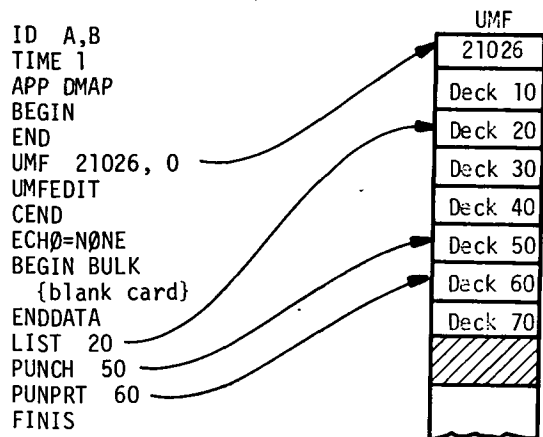 ID A,B
TIME 1
APP DMAP
BEGIN
END
UMF 21026, 0
UMFEDIT
CEND
ECHØ=NØNE
BEGIN BULK
{blank card}
ENDDATA
LIST 20
PUNCH 50
PUNPRT 60
FINIS
UMF
21026
Deck 10
Deck 20
Deck 30
Deck 40
Deck 50
Deck 60
Deck 70